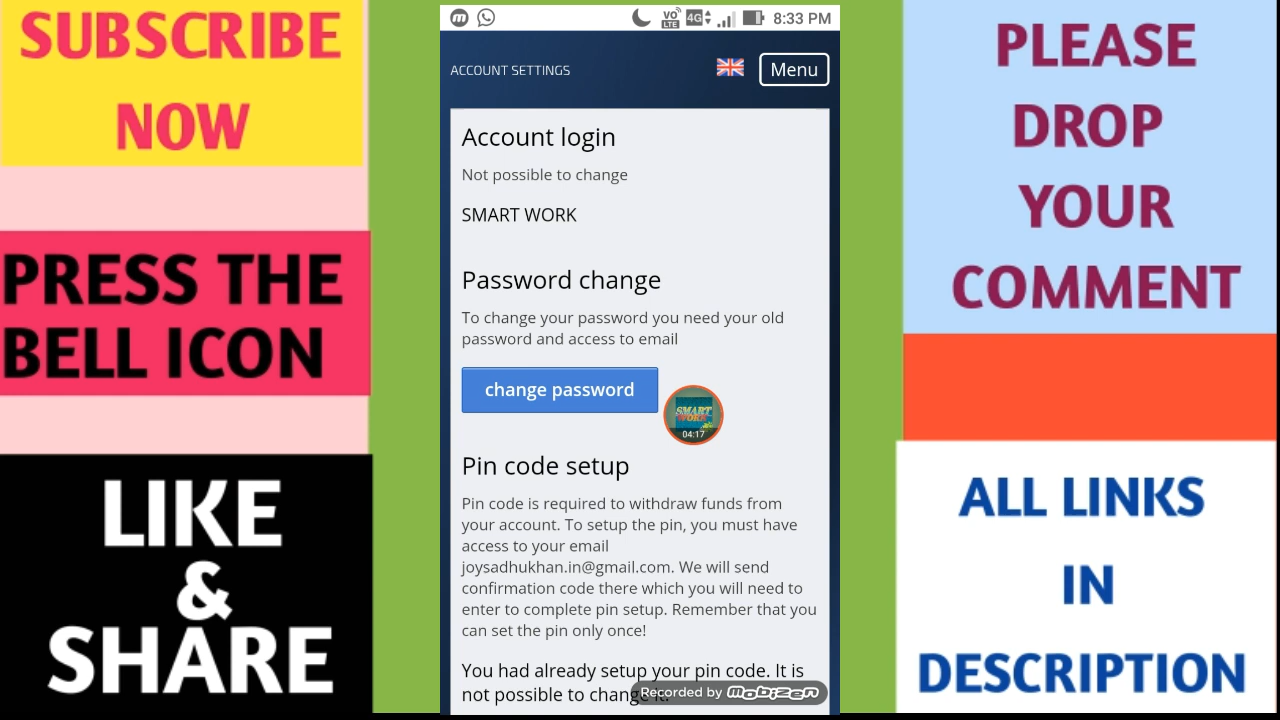 SUBSCRIBE
NOW
PRESS THE
BELL ICON
LIKE
&
SHARE
VO
LTE
4G
8:33 PM
ACCOUNT SETTINGS
Menu
Account login
Not possible to change
SMART WORK
Password change
To change your password you need your old
password and access to email
change password
SMART
WORK
04:17
Pin code setup
Pin code is required to withdraw funds from
your account. To setup the pin, you must have
access to your email
joysadhukhan.in@gmail.com. We will send
confirmation code there which you will need to
enter to complete pin setup. Remember that you
can set the pin only once!
You had already setup your pin code. It is
not possible to change it.
Recorded by mobizen
PLEASE
DROP
YOUR
COMMENT
ALL LINKS
IN
DESCRIPTION